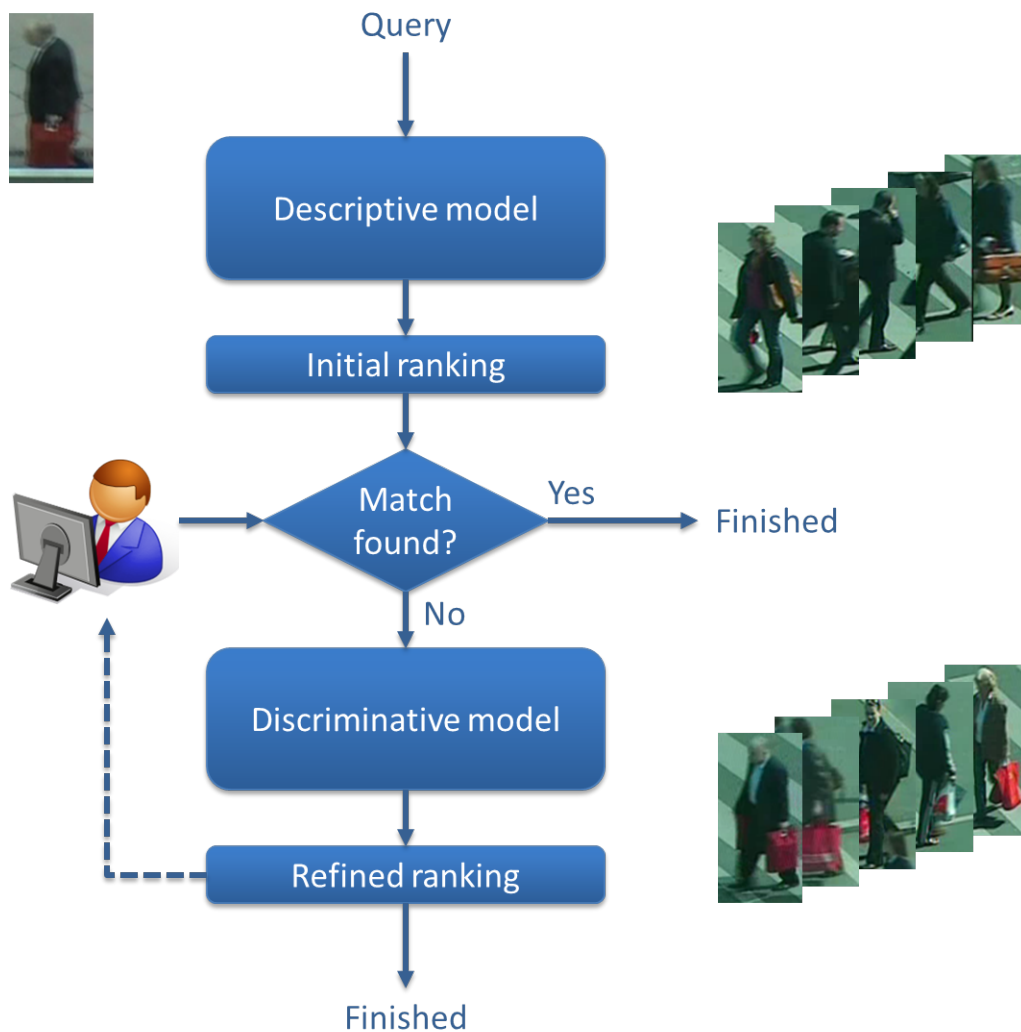 Query
Descriptive model
Initial ranking
Match
found?
Yes
Finished
No
Discriminative model
Refined ranking
Finished